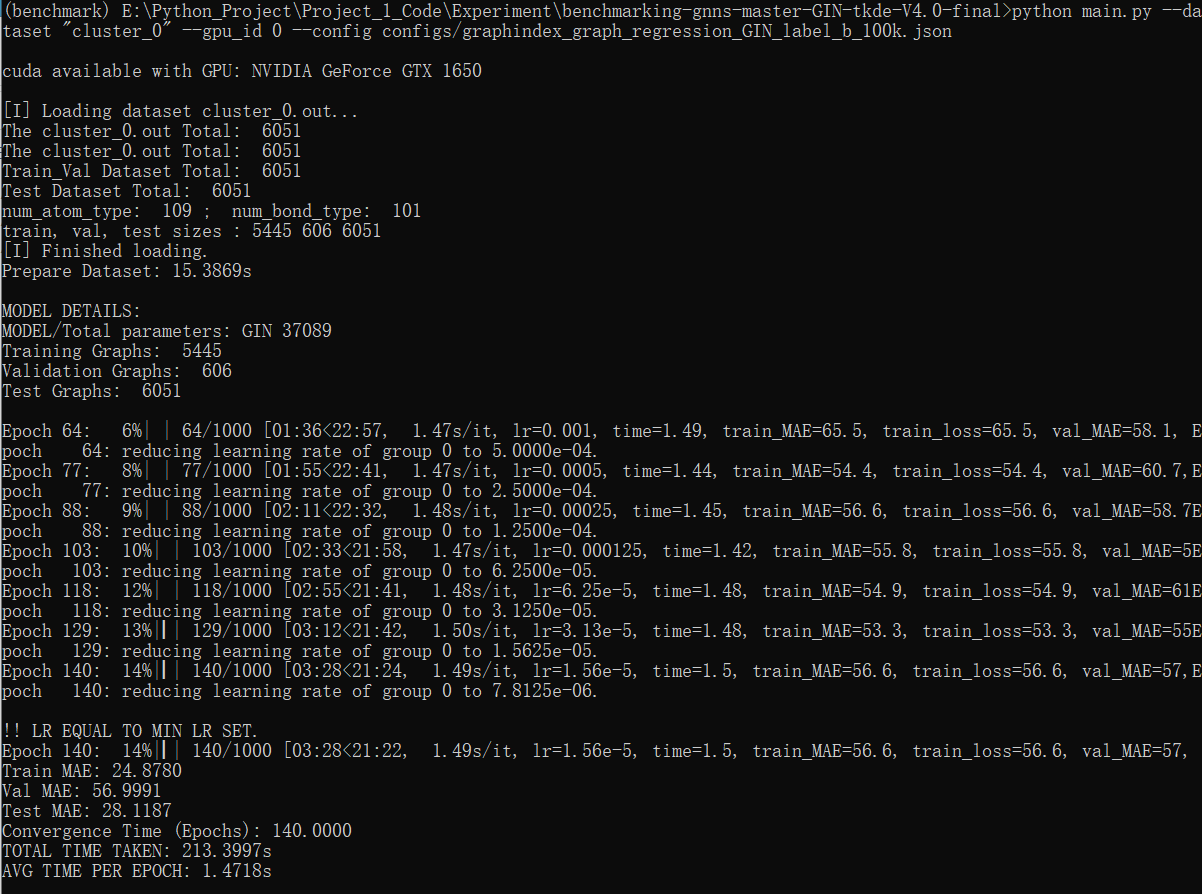 (benchmark) E:\Python_Project\Project_1_Code\Experiment\benchmarking-gnns-master-GIN-tkde-V4.0-final>python main.py --da
taset "cluster_0" --gpu_id 0 --config configs/graphindex_graph_regression_GIN_label_b_100k.json
cuda available with GPU: NVIDIA GeForce GTX 1650
[I] Loading dataset cluster_0.out...
The cluster_0.out Total:  6051
The cluster_0.out Total:  6051
Train_Val Dataset Total:  6051
Test Dataset Total:  6051
num_atom_type:  109 ;  num_bond_type:  101
train, val, test sizes : 5445 606 6051
[I] Finished loading.
Prepare Dataset: 15.3869s
MODEL DETAILS:
MODEL/Total parameters: GIN 37089
Training Graphs:  5445
Validation Graphs:  606
Test Graphs:  6051
Epoch 64:   6%| | 64/1000 [01:36<22:57,  1.47s/it, lr=0.001, time=1.49, train_MAE=65.5, train_loss=65.5, val_MAE=58.1, E
poch    64: reducing learning rate of group 0 to 5.0000e-04.
Epoch 77:   8%| | 77/1000 [01:55<22:41,  1.47s/it, lr=0.0005, time=1.44, train_MAE=54.4, train_loss=54.4, val_MAE=60.7,E
poch    77: reducing learning rate of group 0 to 2.5000e-04.
Epoch 88:   9%| | 88/1000 [02:11<22:32,  1.48s/it, lr=0.00025, time=1.45, train_MAE=56.6, train_loss=56.6, val_MAE=58.7E
poch    88: reducing learning rate of group 0 to 1.2500e-04.
Epoch 103:  10%| | 103/1000 [02:33<21:58,  1.47s/it, lr=0.000125, time=1.42, train_MAE=55.8, train_loss=55.8, val_MAE=5E
poch   103: reducing learning rate of group 0 to 6.2500e-05.
Epoch 118:  12%| | 118/1000 [02:55<21:41,  1.48s/it, lr=6.25e-5, time=1.48, train_MAE=54.9, train_loss=54.9, val_MAE=61E
poch   118: reducing learning rate of group 0 to 3.1250e-05.
Epoch 129:  13%|| | 129/1000 [03:12<21:42,  1.50s/it, lr=3.13e-5, time=1.48, train_MAE=53.3, train_loss=53.3, val_MAE=55E
poch   129: reducing learning rate of group 0 to 1.5625e-05.
Epoch 140:  14%|| | 140/1000 [03:28<21:24,  1.49s/it, lr=1.56e-5, time=1.5, train_MAE=56.6, train_loss=56.6, val_MAE=57,E
poch   140: reducing learning rate of group 0 to 7.8125e-06.
!! LR EQUAL TO MIN LR SET.
Epoch 140:  14%|| | 140/1000 [03:28<21:22,  1.49s/it, lr=1.56e-5, time=1.5, train_MAE=56.6, train_loss=56.6, val_MAE=57,
Train MAE: 24.8780
Val MAE: 56.9991
Test MAE: 28.1187
Convergence Time (Epochs): 140.0000
TOTAL TIME TAKEN: 213.3997s
AVG TIME PER EPOCH: 1.4718s